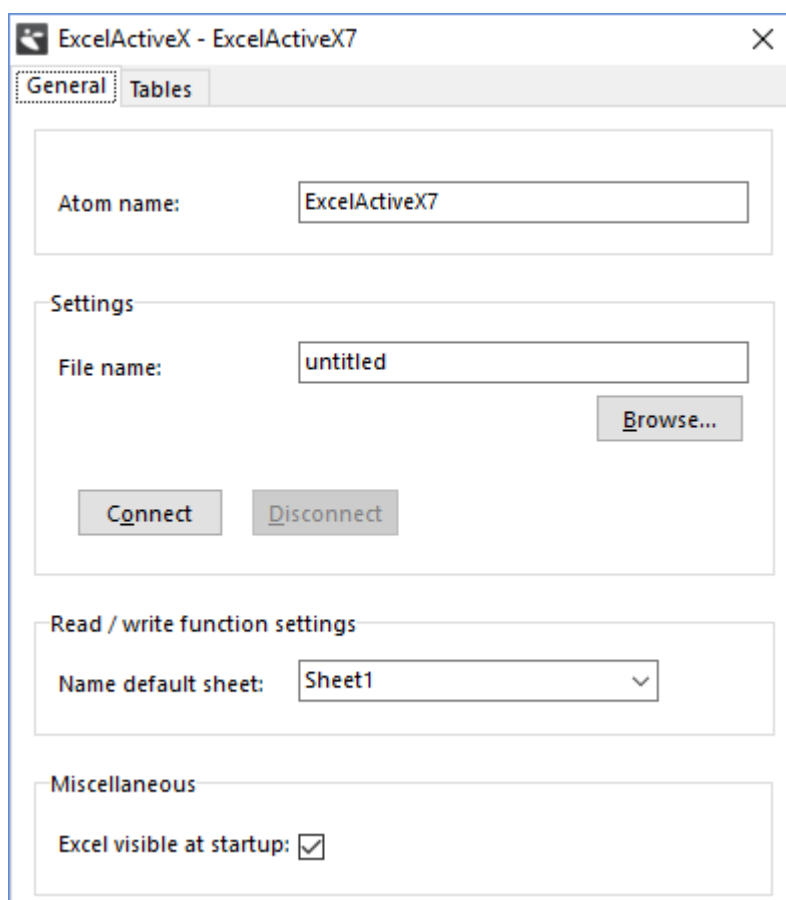 ExcelActiveX - ExcelActiveX7
General Tables
Atom name: ExcelActiveX7
Settings
File name: untitled
Browse...
Connect Disconnect
Read / write function settings
Name default sheet: Sheet1
Miscellaneous
Excel visible at startup: